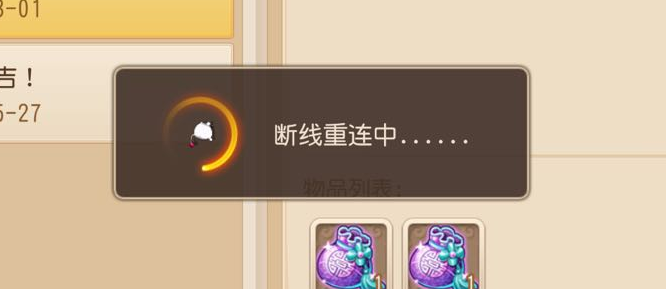 3-01
吉！
5-27
断线重连中......
物品列表：
1
1